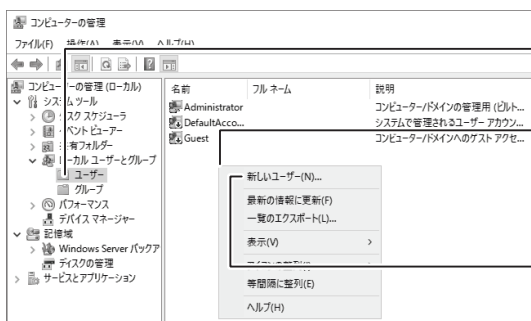 コンピューターの管理
ファイル(F) 操作(A) 表示(V) ヘルプ(H)
コンピューターの管理 (ローカル)
システム ツール
タスク スケジューラ
イベント ビューアー
共有フォルダー
ローカル ユーザーとグループ
ユーザー
グループ
パフォーマンス
デバイス マネージャー
記憶域
Windows Server バックア
ディスクの管理
サービスとアプリケーション
名前 フル ネーム 説明
Administrator コンピューター/ドメインの管理用 (ビルト...
DefaultAcco... システムで管理されるユーザー アカウン...
Guest コンピューター/ドメインへのゲスト アクセ...
新しいユーザー(N)...
最新の情報に更新(F)
一覧のエクスポート(L)...
表示(V)
等間隔に整列(E)
ヘルプ(H)